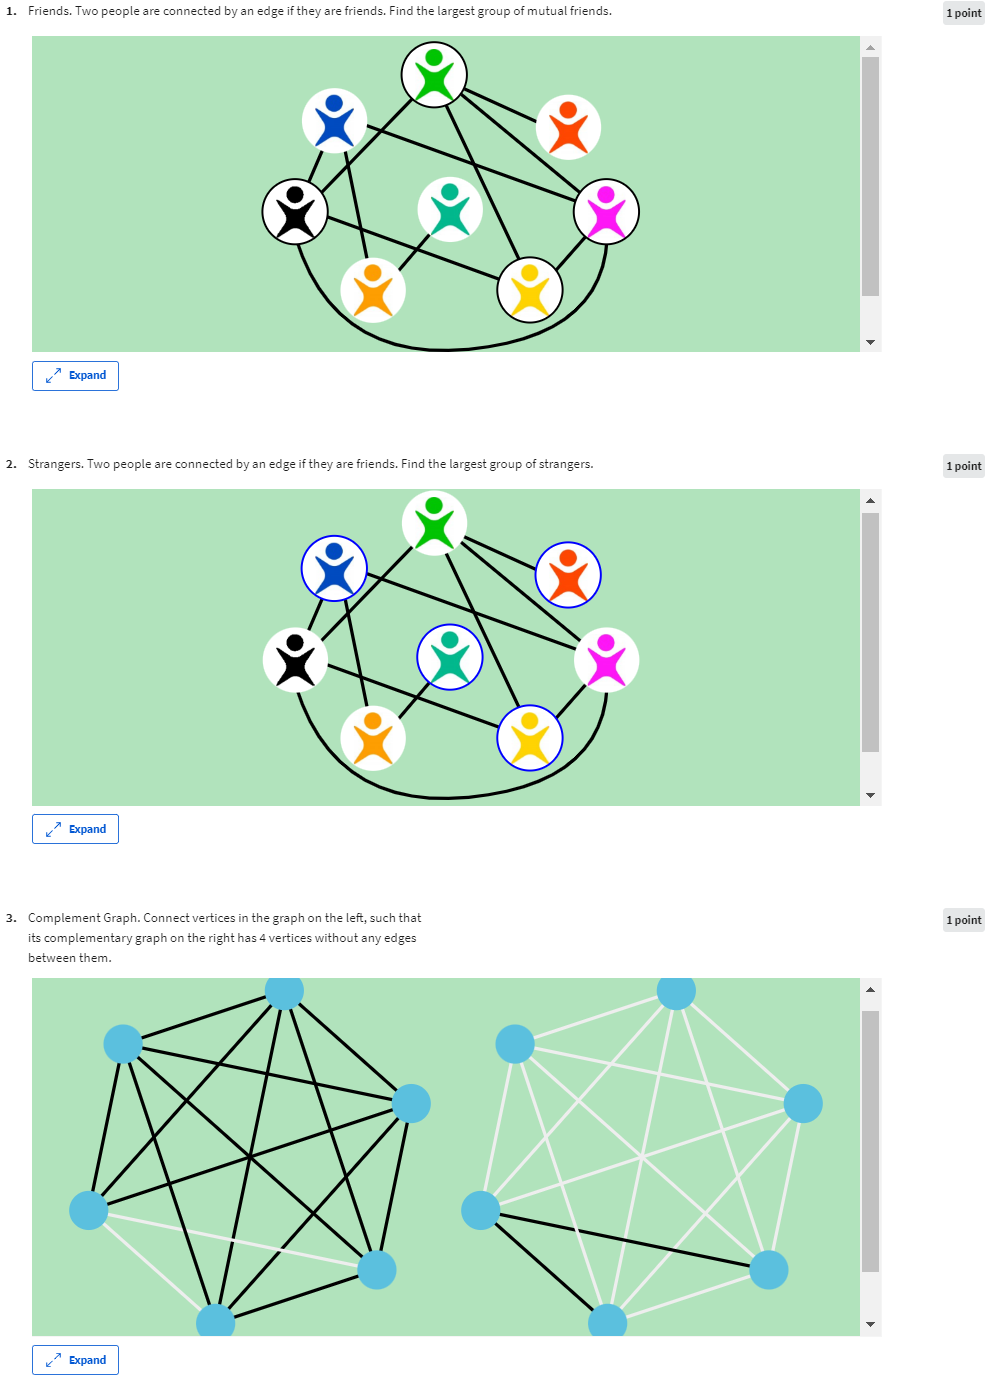 1. Friends. Two people are connected by an edge if they are friends. Find the largest group of mutual friends.
1 point
Expand
2. Strangers. Two people are connected by an edge if they are friends. Find the largest group of strangers.
1 point
Expand
3. Complement Graph. Connect vertices in the graph on the left, such that
its complementary graph on the right has 4 vertices without any edges
between them.
1 point
Expand